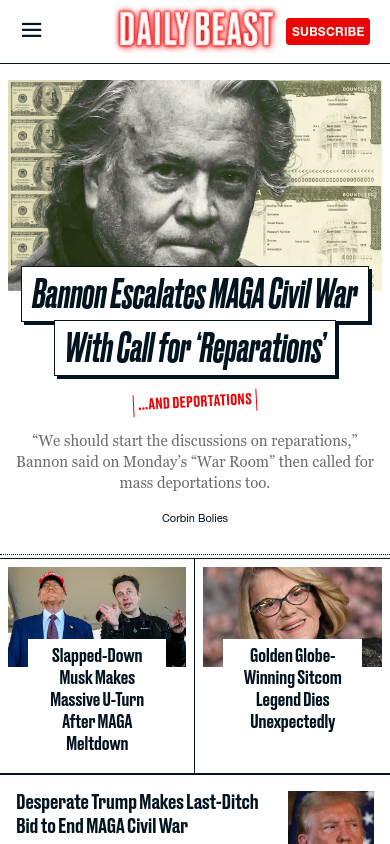 DAILY BEAST
SUBSCRIBE
BOUNDLESS
BOUNDLESS
Bannon Escalates MAGA Civil War
With Call for ‘Reparations’
...AND DEPORTATIONS
“We should start the discussions on reparations,”
Bannon said on Monday’s “War Room” then called for
mass deportations too.
Corbin Bolies
Slapped-Down
Musk Makes
Massive U-Turn
After MAGA
Meltdown
Golden Globe-
Winning Sitcom
Legend Dies
Unexpectedly
Desperate Trump Makes Last-Ditch
Bid to End MAGA Civil War